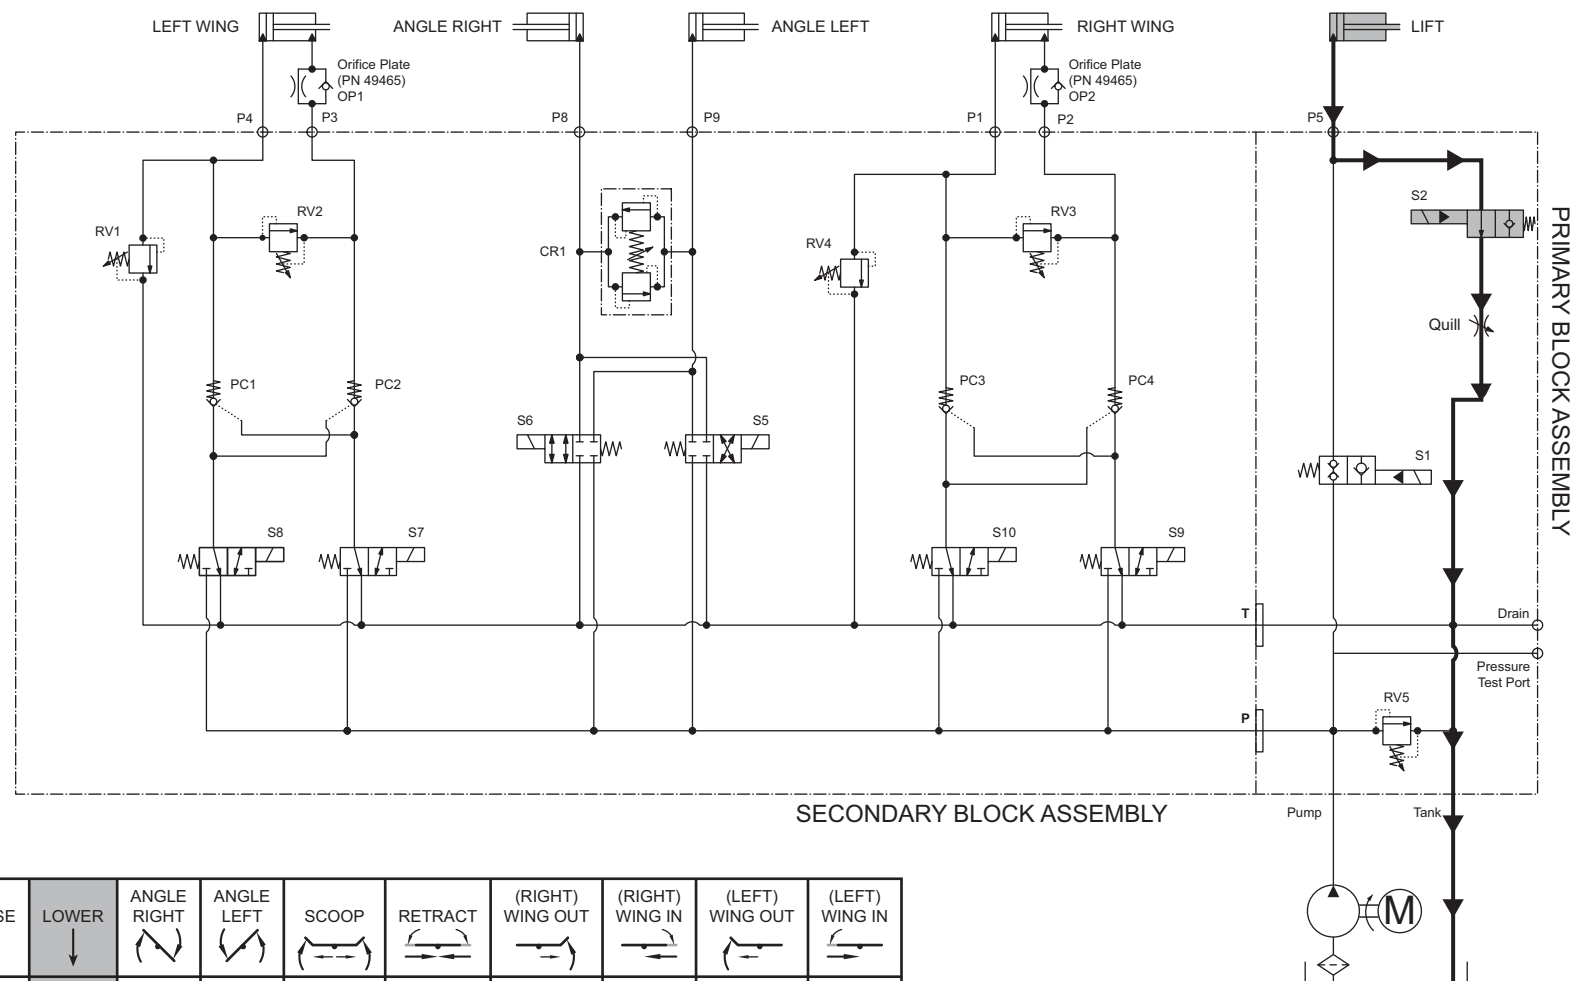 LEFT WING
ANGLE RIGHT
ANGLE LEFT
RIGHT WING
LIFT
Orifice Plate
(PN 49465)
OP1
Orifice Plate
(PN 49465)
OP2
P4
P3
P8
P9
P1
P2
P5
RV1
RV2
CR1
RV4
RV3
S2
Quill
PC1
PC2
PC3
PC4
S6
S5
S1
S8
S7
S10
S9
T
Drain
Pressure
Test Port
P
RV5
PRIMARY BLOCK ASSEMBLY
SECONDARY BLOCK ASSEMBLY
Pump
Tank
M
SE
LOWER
ANGLE
RIGHT
ANGLE
LEFT
SCOOP
RETRACT
(RIGHT)
WING OUT
(RIGHT)
WING IN
(LEFT)
WING OUT
(LEFT)
WING IN